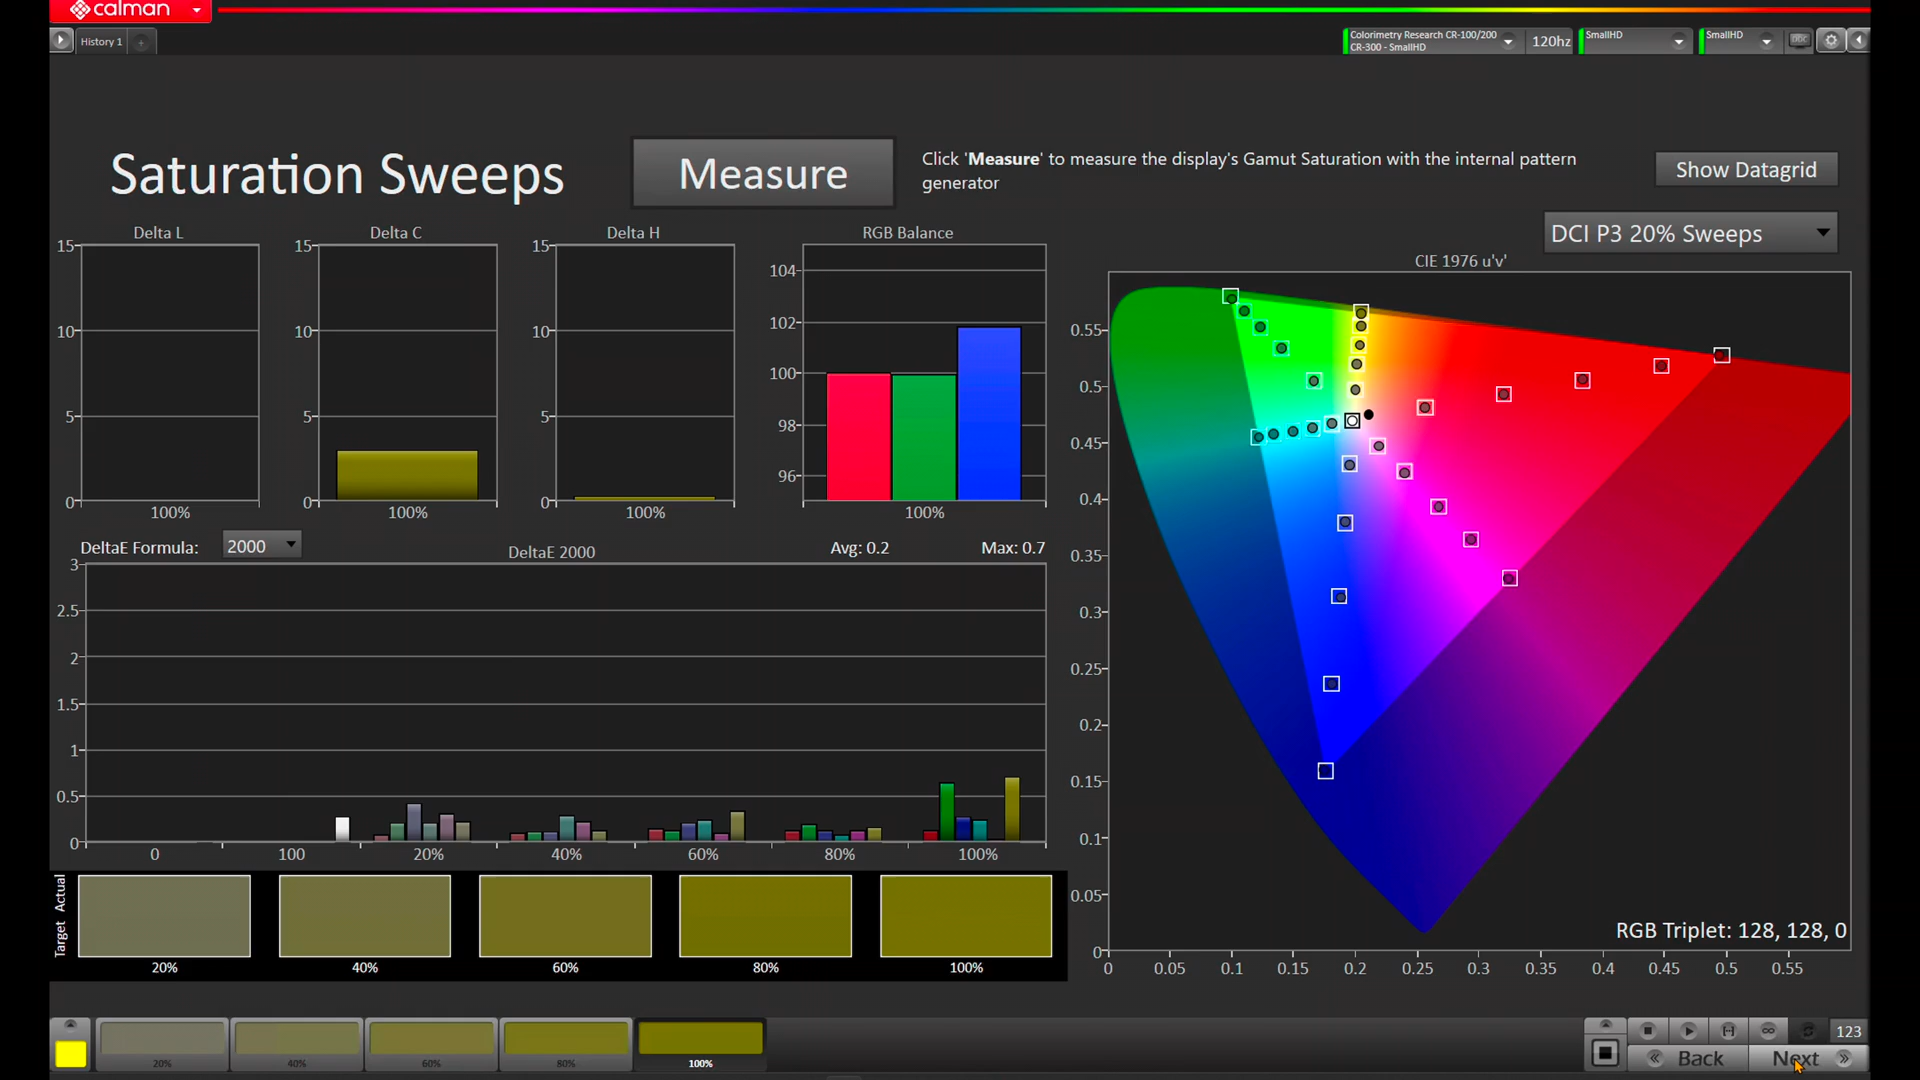 calman
History 1
Colorimetry Research CR-100/200
CR-300 - SmallHD
120hz
SmallHD
SmallHD
DDC
Saturation Sweeps
Measure
Click 'Measure' to measure the display's Gamut Saturation with the internal pattern
generator
Show Datagrid
DCI P3 20% Sweeps
Delta L
15
10
5
0
100%
Delta C
15
10
5
0
100%
Delta H
15
10
5
0
100%
RGB Balance
104
102
100
98
96
100%
DeltaE Formula:
2000
DeltaE 2000
Avg: 0.2
Max: 0.7
3
2.5
2
1.5
1
0.5
0
0 100 20% 40% 60% 80% 100%
Actual
Target
20% 40% 60% 80% 100%
CIE 1976 u'v'
0.55
0.5
0.45
0.4
0.35
0.3
0.25
0.2
0.15
0.1
0.05
0
RGB Triplet: 128, 128, 0
0 0.05 0.1 0.15 0.2 0.25 0.3 0.35 0.4 0.45 0.5 0.55
20% 40% 60% 80% 100%
123
Back
Next